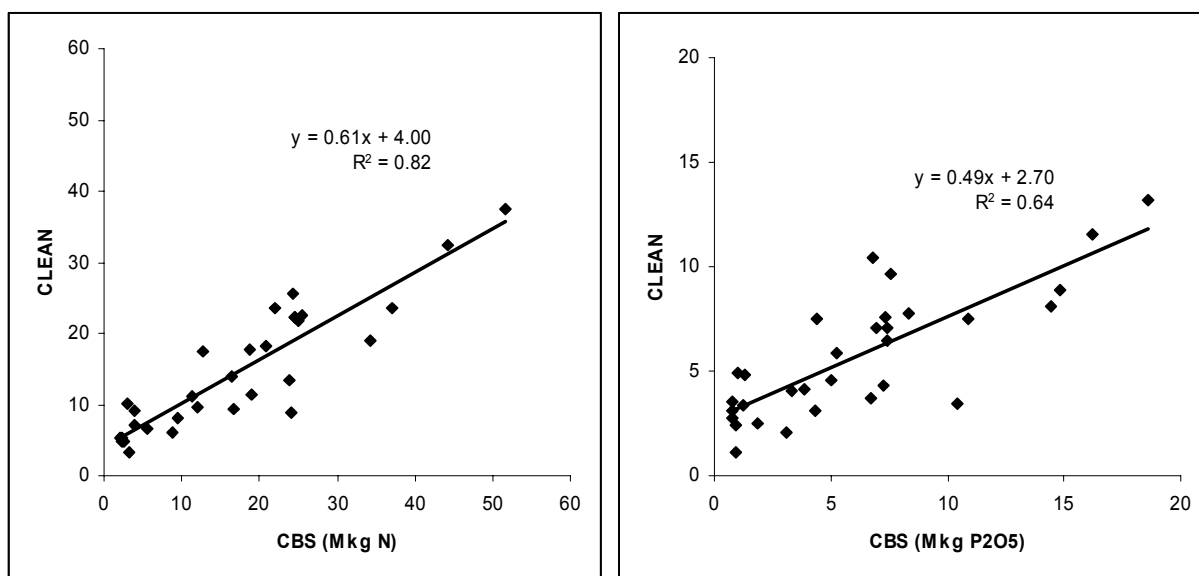 60
50
40
30
20
10
0
CLEAN
y = 0.61x + 4.00
R² = 0.82
0 10 20 30 40 50 60
CBS (Mkg N)
20
15
10
5
0
CLEAN
y = 0.49x + 2.70
R² = 0.64
0 5 10 15 20
CBS (Mkg P2O5)